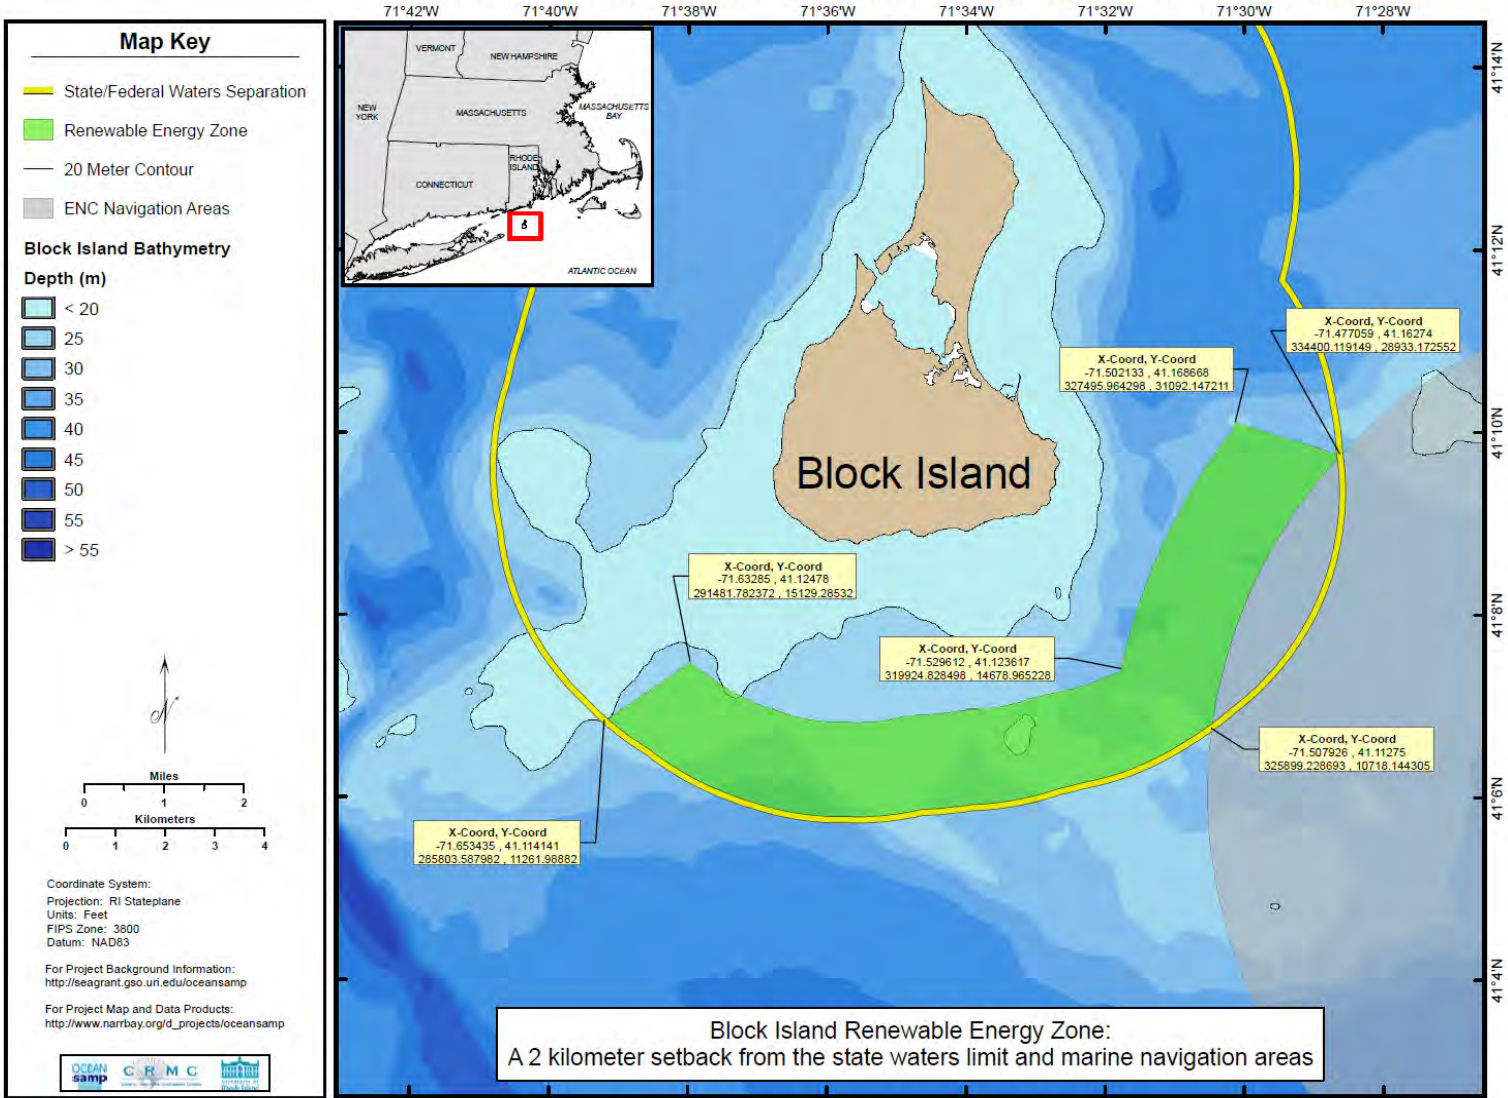 Map Key
State/Federal Waters Separation
Renewable Energy Zone
20 Meter Contour
ENC Navigation Areas
Block Island Bathymetry
Depth (m)
< 20
25
30
35
40
45
50
55
> 55
N
Miles
0 1 2
Kilometers
0 1 2 3 4
Coordinate System:
Projection: RI Stateplane
Units: Feet
FIPS Zone: 3800
Datum: NAD83
For Project Background Information:
http://seagrant.gso.uri.edu/oceansamp
For Project Map and Data Products:
http://www.narrbay.org/d_projects/oceansamp
OCEAN
samp
C R M C
71°42'W 71°40'W 71°38'W 71°36'W 71°34'W 71°32'W 71°30'W 71°28'W
41°14'N
41°12'N
41°10'N
41°8'N
41°6'N
41°4'N
VERMONT
NEW HAMPSHIRE
NEW
YORK
MASSACHUSETTS
MASSACHUSETTS
BAY
RHODE
ISLAND
CONNECTICUT
ATLANTIC OCEAN
X-Coord, Y-Coord
-71.477059 , 41.16274
334400.119149 , 28933.172552
X-Coord, Y-Coord
-71.502133 , 41.168668
327495.964298 , 31092.147211
Block Island
X-Coord, Y-Coord
-71.63285 , 41.12478
291481.782372 , 15129.28532
X-Coord, Y-Coord
-71.529612 , 41.123617
319924.828498 , 14678.965228
X-Coord, Y-Coord
-71.507926 , 41.11275
325899.228693 , 10718.144305
X-Coord, Y-Coord
-71.653435 , 41.114141
285803.587982 , 11261.98882
Block Island Renewable Energy Zone:
A 2 kilometer setback from the state waters limit and marine navigation areas